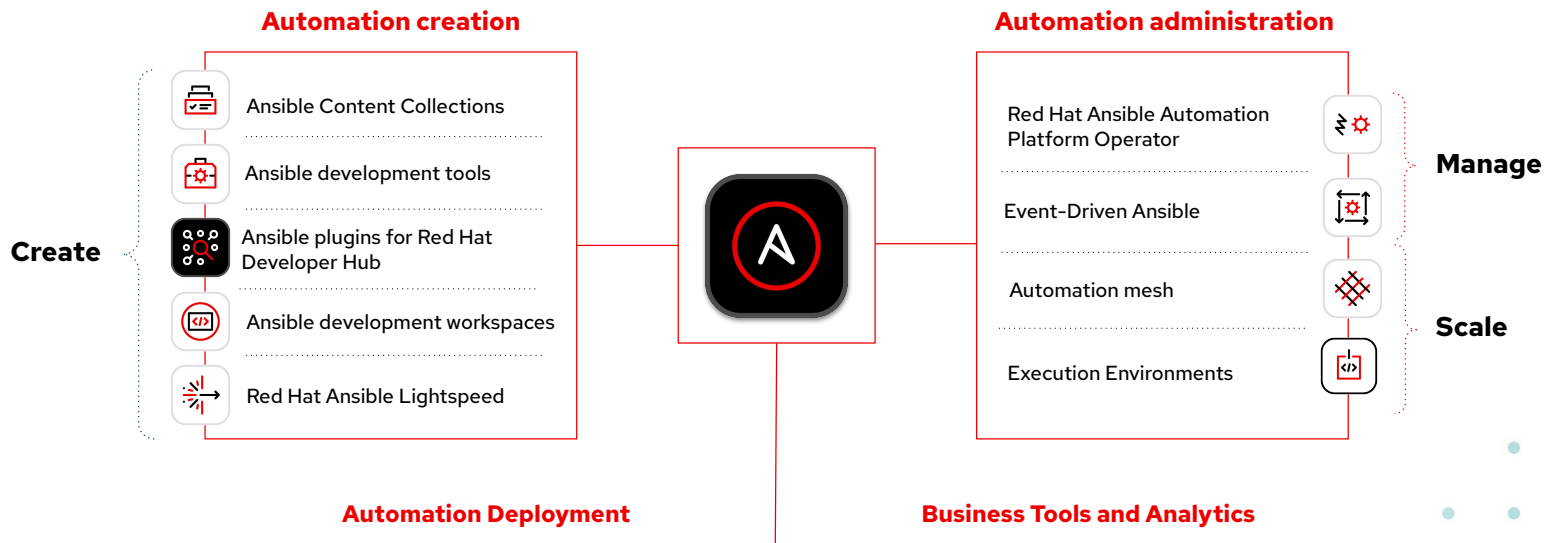 Automation creation
Automation administration
Create
Ansible Content Collections
Ansible development tools
Ansible plugins for Red Hat
Developer Hub
Ansible development workspaces
Red Hat Ansible Lightspeed
Red Hat Ansible Automation
Platform Operator
Event-Driven Ansible
Automation mesh
Execution Environments
Manage
Scale
Automation Deployment
Business Tools and Analytics